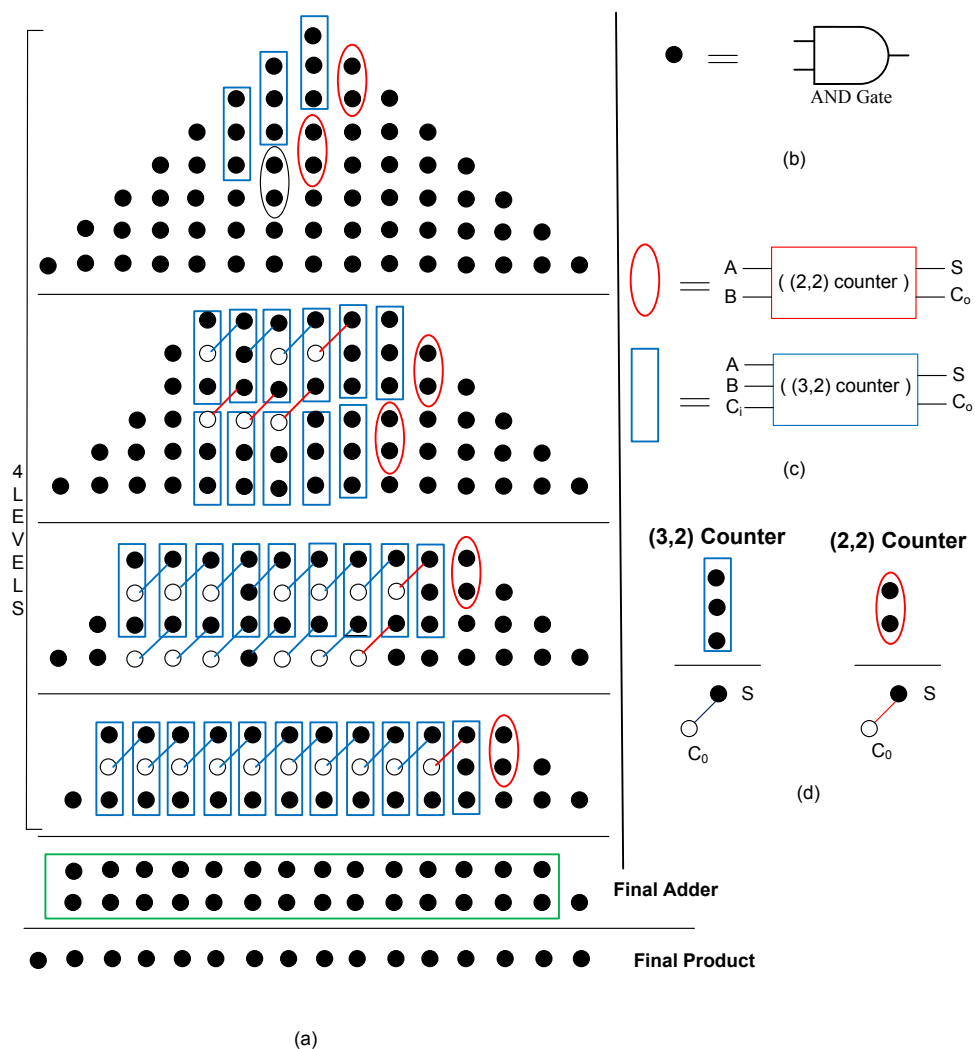 4 LEVELS
AND Gate
(b)
A
B
( (2,2) counter )
S
Co
A
B
Ci
( (3,2) counter )
S
Co
(c)
(3,2) Counter
(2,2) Counter
S
C0
S
C0
(d)
Final Adder
Final Product
(a)